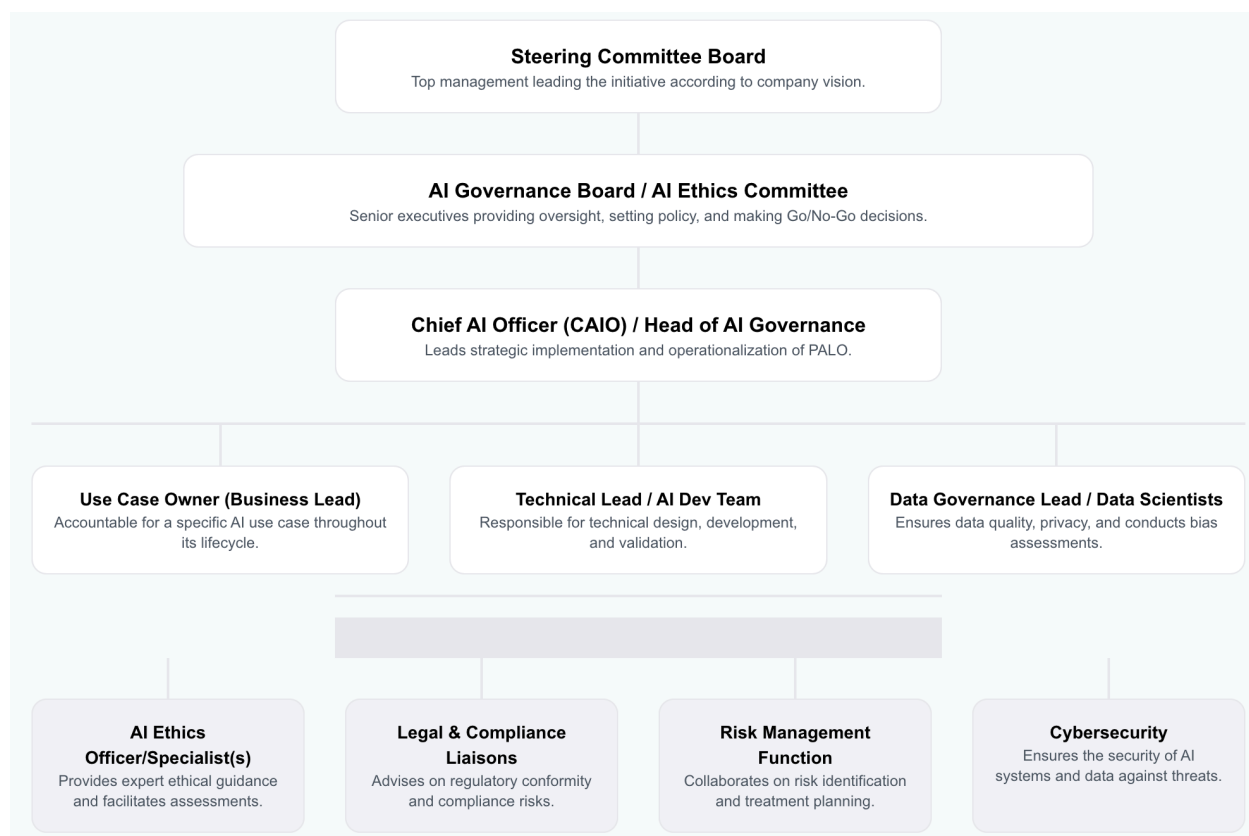 Steering Committee Board
Top management leading the initiative according to company vision.
AI Governance Board / AI Ethics Committee
Senior executives providing oversight, setting policy, and making Go/No-Go decisions.
Chief AI Officer (CAIO) / Head of AI Governance
Leads strategic implementation and operationalization of PALO.
Use Case Owner (Business Lead)
Accountable for a specific AI use case throughout
its lifecycle.
Technical Lead / AI Dev Team
Responsible for technical design, development,
and validation.
Data Governance Lead / Data Scientists
Ensures data quality, privacy, and conducts bias
assessments.
AI Ethics
Officer/Specialist(s)
Provides expert ethical guidance
and facilitates assessments.
Legal & Compliance
Liaisons
Advises on regulatory conformity
and compliance risks.
Risk Management
Function
Collaborates on risk identification
and treatment planning.
Cybersecurity
Ensures the security of AI
systems and data against threats.